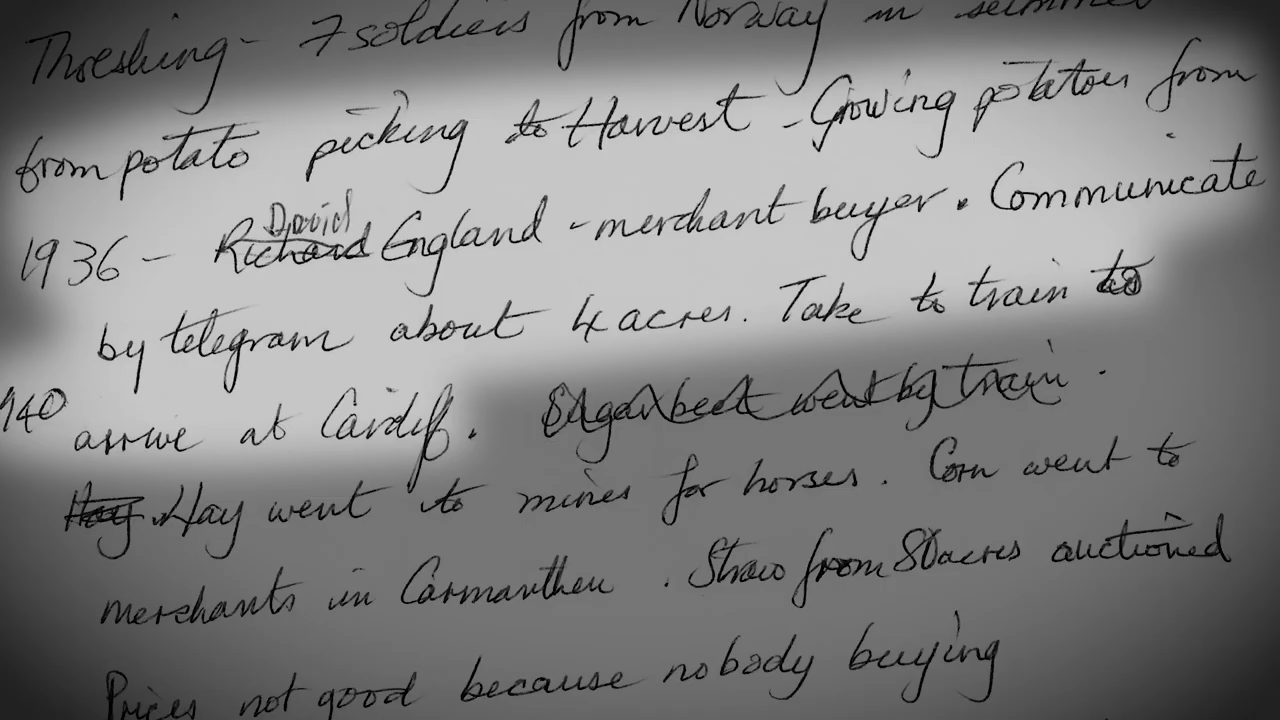 Threshing - 7 soldiers from Norway in summer
from potato picking to Harvest - Growing potatoes from
David
1936 - Richard England - merchant buyer. Communicate
by telegram about 4 acres. Take to train to
940 arrive at Cardiff. Sugar beet went by train.
Hay. Hay went to mines for horses. Corn went to
merchants in Carmarthen. Straw from 80 acres auctioned
Prices not good because nobody buying